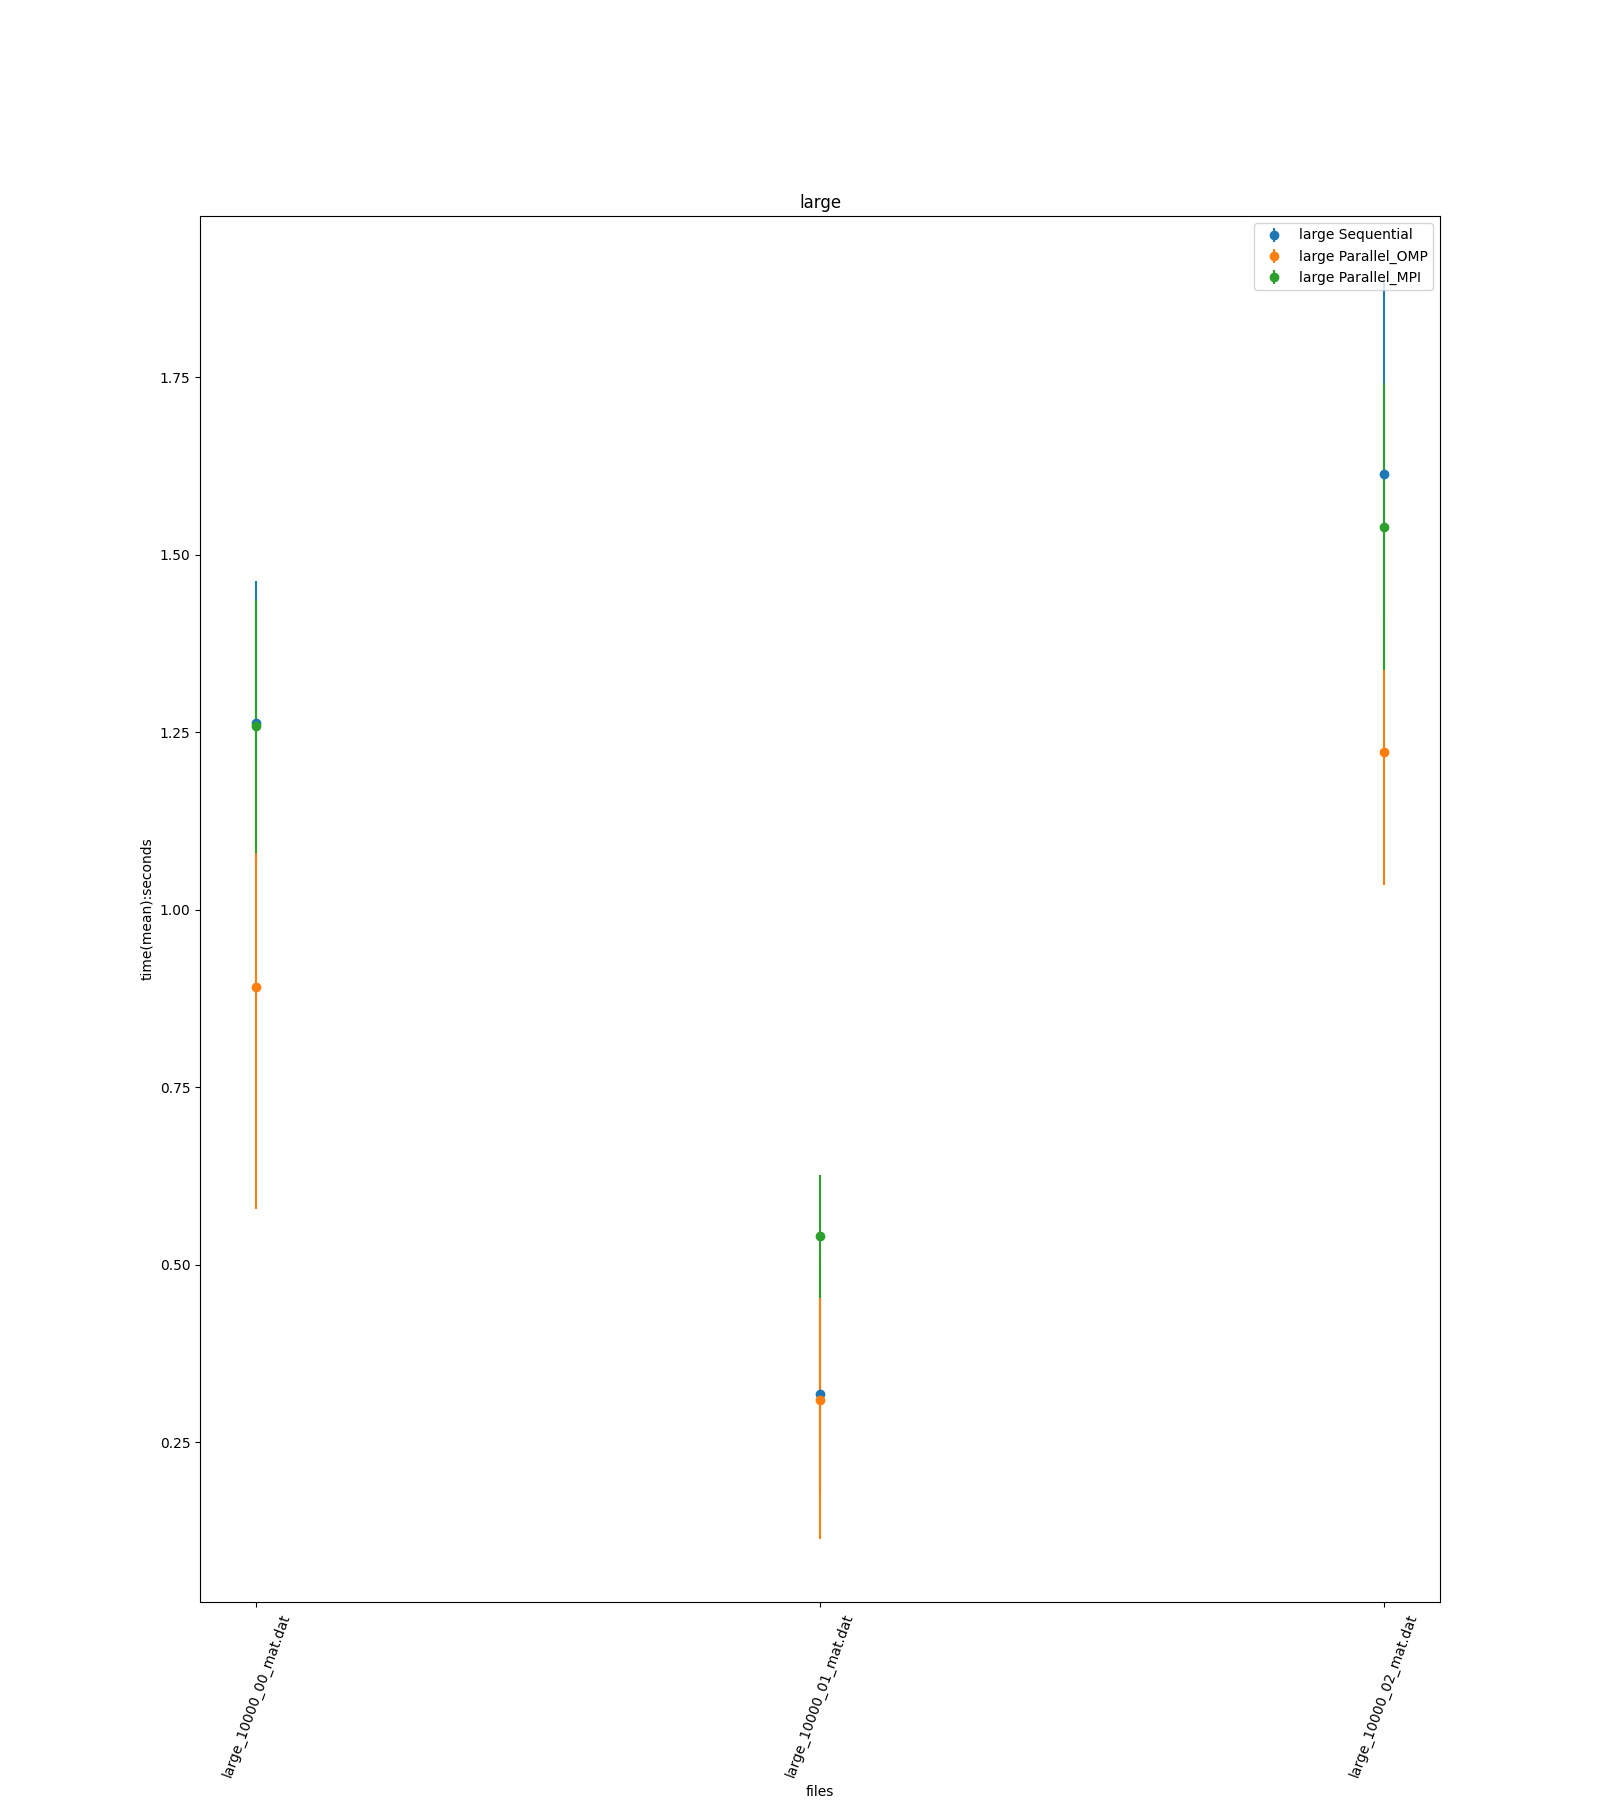 large
large Sequential
large Parallel_OMP
large Parallel_MPI
1.75
1.50
1.25
1.00
0.75
0.50
0.25
time(mean):seconds
large_10000_00_mat.dat
large_10000_01_mat.dat
large_10000_02_mat.dat
files